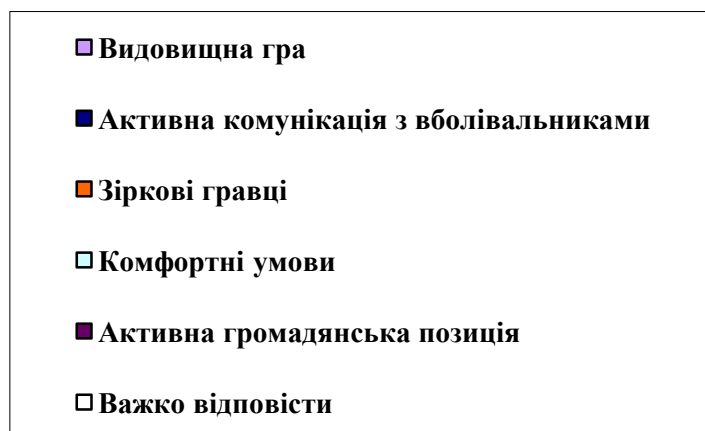 Видовищна гра
Активна комунікація з вболівальниками
Зіркові гравці
Комфортні умови
Активна громадянська позиція
Важко відповісти